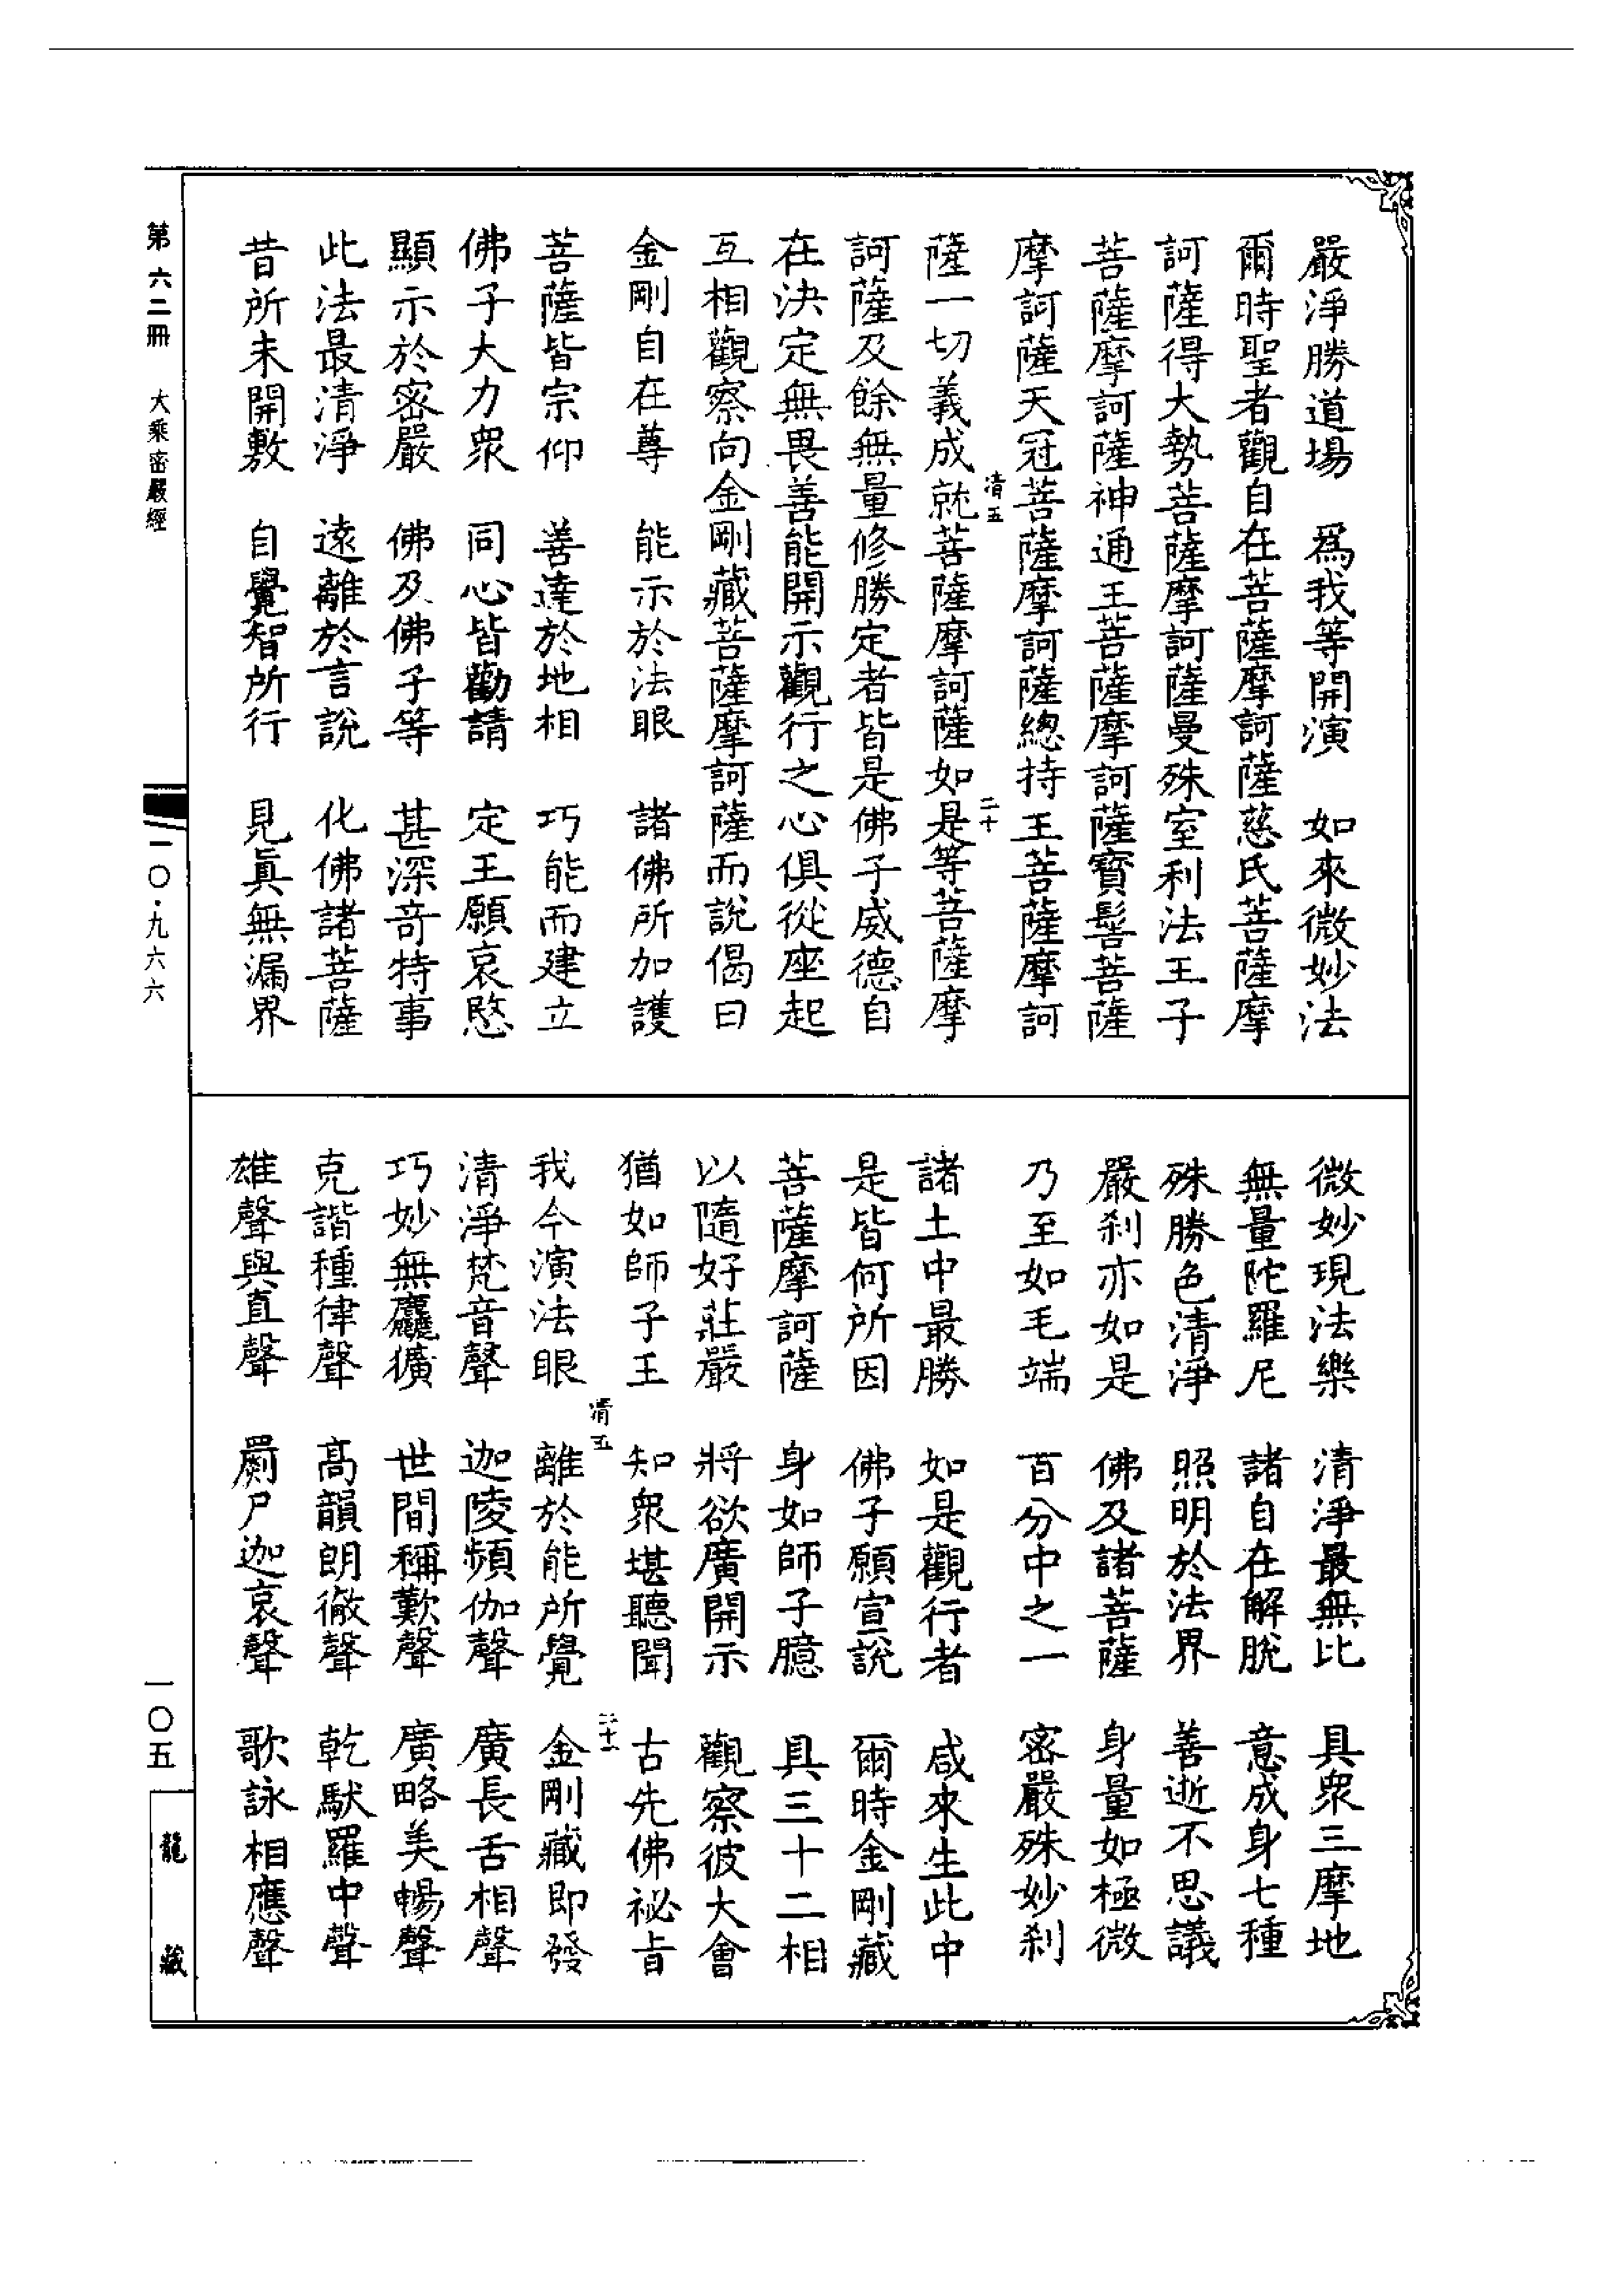 嚴淨勝道場　爲我等開演　如來微妙法
爾時聖者觀自在菩薩摩訶薩慈氏菩薩摩
訶薩得大勢菩薩摩訶薩曼殊室利法王子
菩薩摩訶薩神通王菩薩摩訶薩寶髻菩薩
摩訶薩天冠菩薩摩訶薩總持王菩薩摩訶
清五
二十
薩一切義成就菩薩摩訶薩如是等菩薩摩
訶薩及餘無量修勝定者皆是佛子威德自
在決定無畏善能開示觀行之心俱從座起
互相觀察向金剛藏菩薩摩訶薩而說偈曰
金剛自在尊　能示於法眼　諸佛所加護
菩薩皆宗仰　善達於地相　巧能而建立
佛子大力衆　同心皆勸請　定王願哀愍
顯示於密嚴　佛及佛子等　甚深奇特事
此法最清淨　遠離於言說　化佛諸菩薩
昔所未開敷　自覺智所行　見眞無漏界
微妙現法樂　清淨最無比　具衆三摩地
無量陀羅尼　諸自在解脫　意成身七種
殊勝色清淨　照明於法界　善逝不思議
嚴剎亦如是　佛及諸菩薩　身量如極微
乃至如毛端　百分中之一　密嚴殊妙剎
諸土中最勝　如是觀行者　咸來生此中
是皆何所因　佛子願宣說　爾時金剛藏
菩薩摩訶薩　身如師子臆　具三十二相
以隨好莊嚴　將欲廣開示　觀察彼大會
猶如師子王　知衆堪聽聞　古先佛祕旨
清五
二十一
我今演法眼　離於能所覺　金剛藏即發
清淨梵音聲　迦陵頻伽聲　廣長舌相聲
巧妙無麤獷　世間稱歎聲　廣略美暢聲
克諧種律聲　高韻朗徹聲　乾馱羅中聲
雄聲與直聲　罽尸迦哀聲　歌詠相應聲
第六二冊　大乘密嚴經
一〇·九六六
一〇五
龍藏